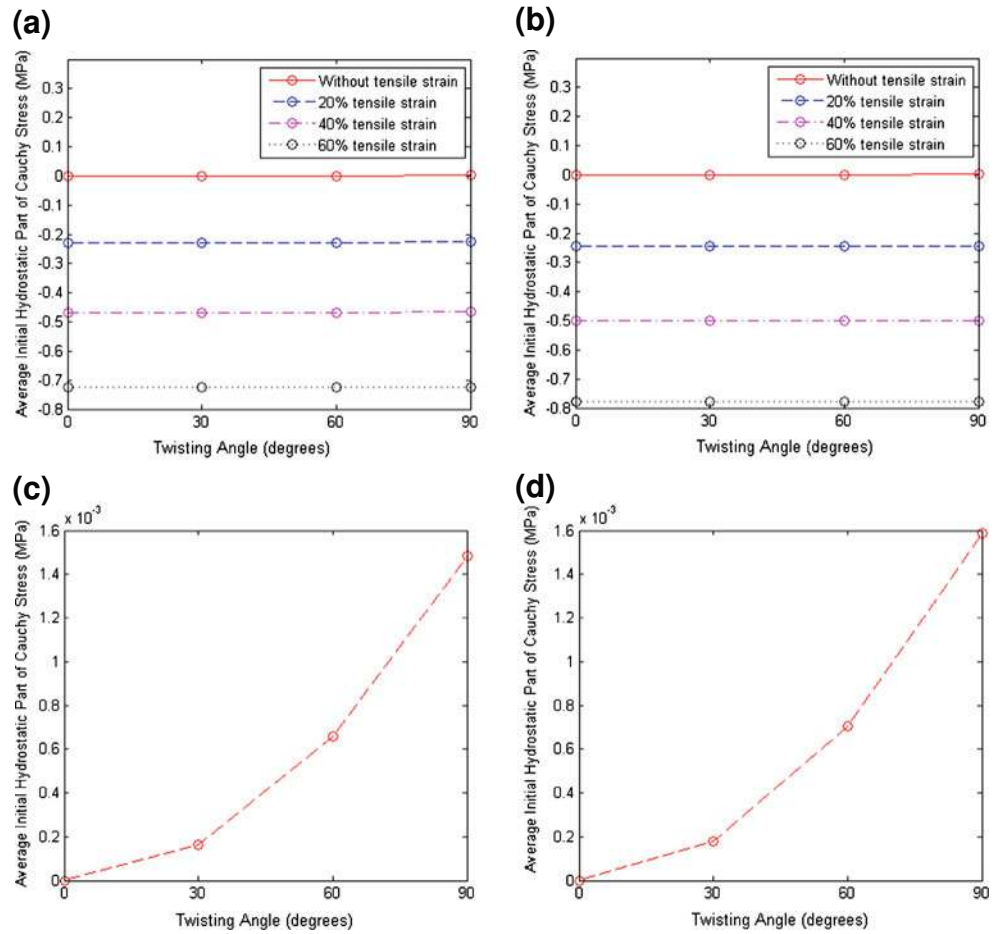 (a)
Average Initial Hydrostatic Part of Cauchy Stress (MPa)
0.3
0.2
0.1
0
-0.1
-0.2
-0.3
-0.4
-0.5
-0.6
-0.7
-0.8
Without tensile strain
20% tensile strain
40% tensile strain
60% tensile strain
0 30 60 90
Twisting Angle (degrees)
(b)
Average Initial Hydrostatic Part of Cauchy Stress (MPa)
0.3
0.2
0.1
0
-0.1
-0.2
-0.3
-0.4
-0.5
-0.6
-0.7
-0.8
Without tensile strain
20% tensile strain
40% tensile strain
60% tensile strain
0 30 60 90
Twisting Angle (degrees)
(c)
Average Initial Hydrostatic Part of Cauchy Stress (MPa)
x 10⁻³
1.6
1.4
1.2
1
0.8
0.6
0.4
0.2
0
0 30 60 90
Twisting Angle (degrees)
(d)
Average Initial Hydrostatic Part of Cauchy Stress (MPa)
x 10⁻³
1.6
1.4
1.2
1
0.8
0.6
0.4
0.2
0
0 30 60 90
Twisting Angle (degrees)